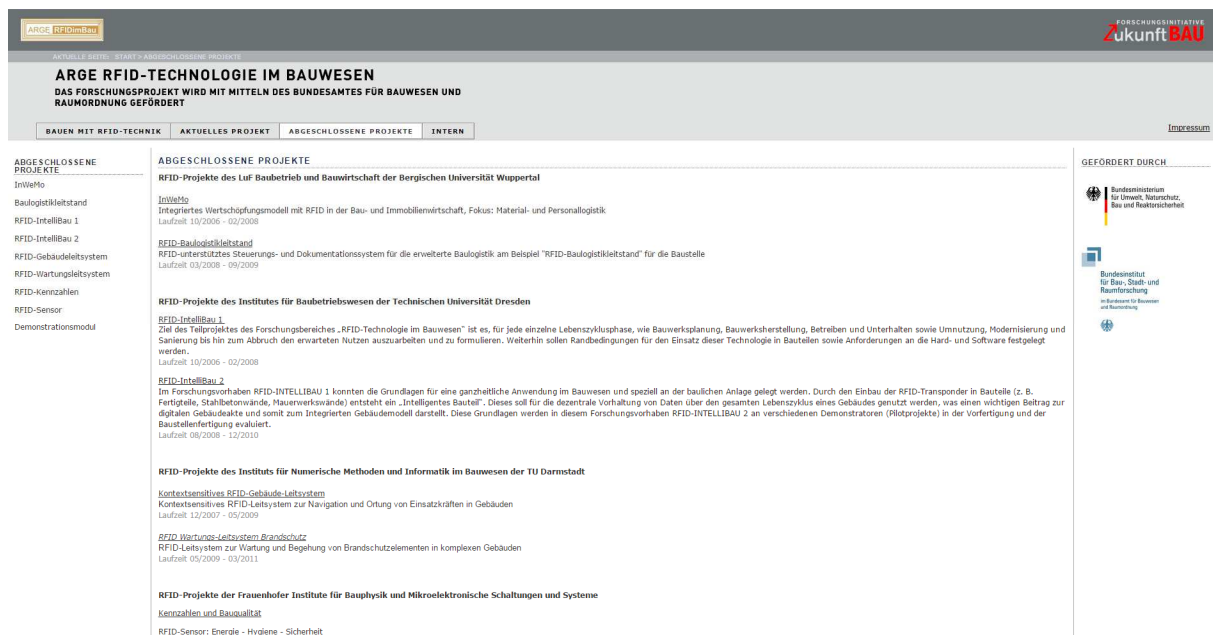 ARGE RFIDimBau
FORSCHUNGSINITIATIVE
Zukunft BAU
AKTUELLE SEITE: START > ABGESCHLOSSENE PROJEKTE
ARGE RFID-TECHNOLOGIE IM BAUWESEN
DAS FORSCHUNGSPROJEKT WIRD MIT MITTELN DES BUNDESAMTES FÜR BAUWESEN UND
RAUMORDNUNG GEFÖRDERT
BAUEN MIT RFID-TECHNIK AKTUELLES PROJEKT ABGESCHLOSSENE PROJEKTE INTERN
Impressum
ABGESCHLOSSENE
PROJEKTE
InWeMo
Baulogistikleitstand
RFID-IntelliBau 1
RFID-IntelliBau 2
RFID-Gebäudeleitsystem
RFID-Wartungsleitsystem
RFID-Kennzahlen
RFID-Sensor
Demonstrationsmodul
ABGESCHLOSSENE PROJEKTE
RFID-Projekte des LuF Baubetrieb und Bauwirtschaft der Bergischen Universität Wuppertal
InWeMo
Integriertes Wertschöpfungsmodell mit RFID in der Bau- und Immobilienwirtschaft, Fokus: Material- und Personallogistik
Laufzeit 10/2006 - 02/2008
RFID-Baulogistikleitstand
RFID-unterstütztes Steuerungs- und Dokumentationssystem für die erweiterte Baulogistik am Beispiel "RFID-Baulogistikleitstand" für die Baustelle
Laufzeit 03/2008 - 09/2009
RFID-Projekte des Institutes für Baubetriebswesen der Technischen Universität Dresden
RFID-IntelliBau 1
Ziel des Teilprojektes des Forschungsbereiches „RFID-Technologie im Bauwesen" ist es, für jede einzelne Lebenszyklusphase, wie Bauwerksplanung, Bauwerksherstellung, Betreiben und Unterhalten sowie Umnutzung, Modernisierung und
Sanierung bis hin zum Abbruch den erwarteten Nutzen auszuarbeiten und zu formulieren. Weiterhin sollen Randbedingungen für den Einsatz dieser Technologie in Bauteilen sowie Anforderungen an die Hard- und Software festgelegt
werden.
Laufzeit 10/2006 - 02/2008
RFID-IntelliBau 2
Im Forschungsvorhaben RFID-INTELLIBAU 1 konnten die Grundlagen für eine ganzheitliche Anwendung im Bauwesen und speziell an der baulichen Anlage gelegt werden. Durch den Einbau der RFID-Transponder in Bauteile (z. B.
Fertigteile, Stahlbetonwände, Mauerwerkswände) entsteht ein „Intelligentes Bauteil". Dieses soll für die dezentrale Vorhaltung von Daten über den gesamten Lebenszyklus eines Gebäudes genutzt werden, was einen wichtigen Beitrag zur
digitalen Gebäudeakte und somit zum Integrierten Gebäudemodell darstellt. Diese Grundlagen werden in diesem Forschungsvorhaben RFID-INTELLIBAU 2 an verschiedenen Demonstratoren (Pilotprojekte) in der Vorfertigung und der
Baustellenfertigung evaluiert.
Laufzeit 08/2008 - 12/2010
RFID-Projekte des Instituts für Numerische Methoden und Informatik im Bauwesen der TU Darmstadt
Kontextsensitives RFID-Gebäude-Leitsystem
Kontextsensitives RFID-Leitsystem zur Navigation und Ortung von Einsatzkräften in Gebäuden
Laufzeit 12/2007 - 05/2009
RFID Wartungs-Leitsystem Brandschutz
RFID-Leitsystem zur Wartung und Begehung von Brandschutzelementen in komplexen Gebäuden
Laufzeit 05/2009 - 03/2011
RFID-Projekte der Frauenhofer Institute für Bauphysik und Mikroelektronische Schaltungen und Systeme
Kennzahlen und Bauqualität
RFID-Sensor: Energie - Hygiene - Sicherheit
GEFÖRDERT DURCH
Bundesministerium
für Umwelt, Naturschutz,
Bau und Reaktorsicherheit
Bundesinstitut
für Bau-, Stadt- und
Raumforschung
im Bundesamt für Bauwesen
und Raumordnung